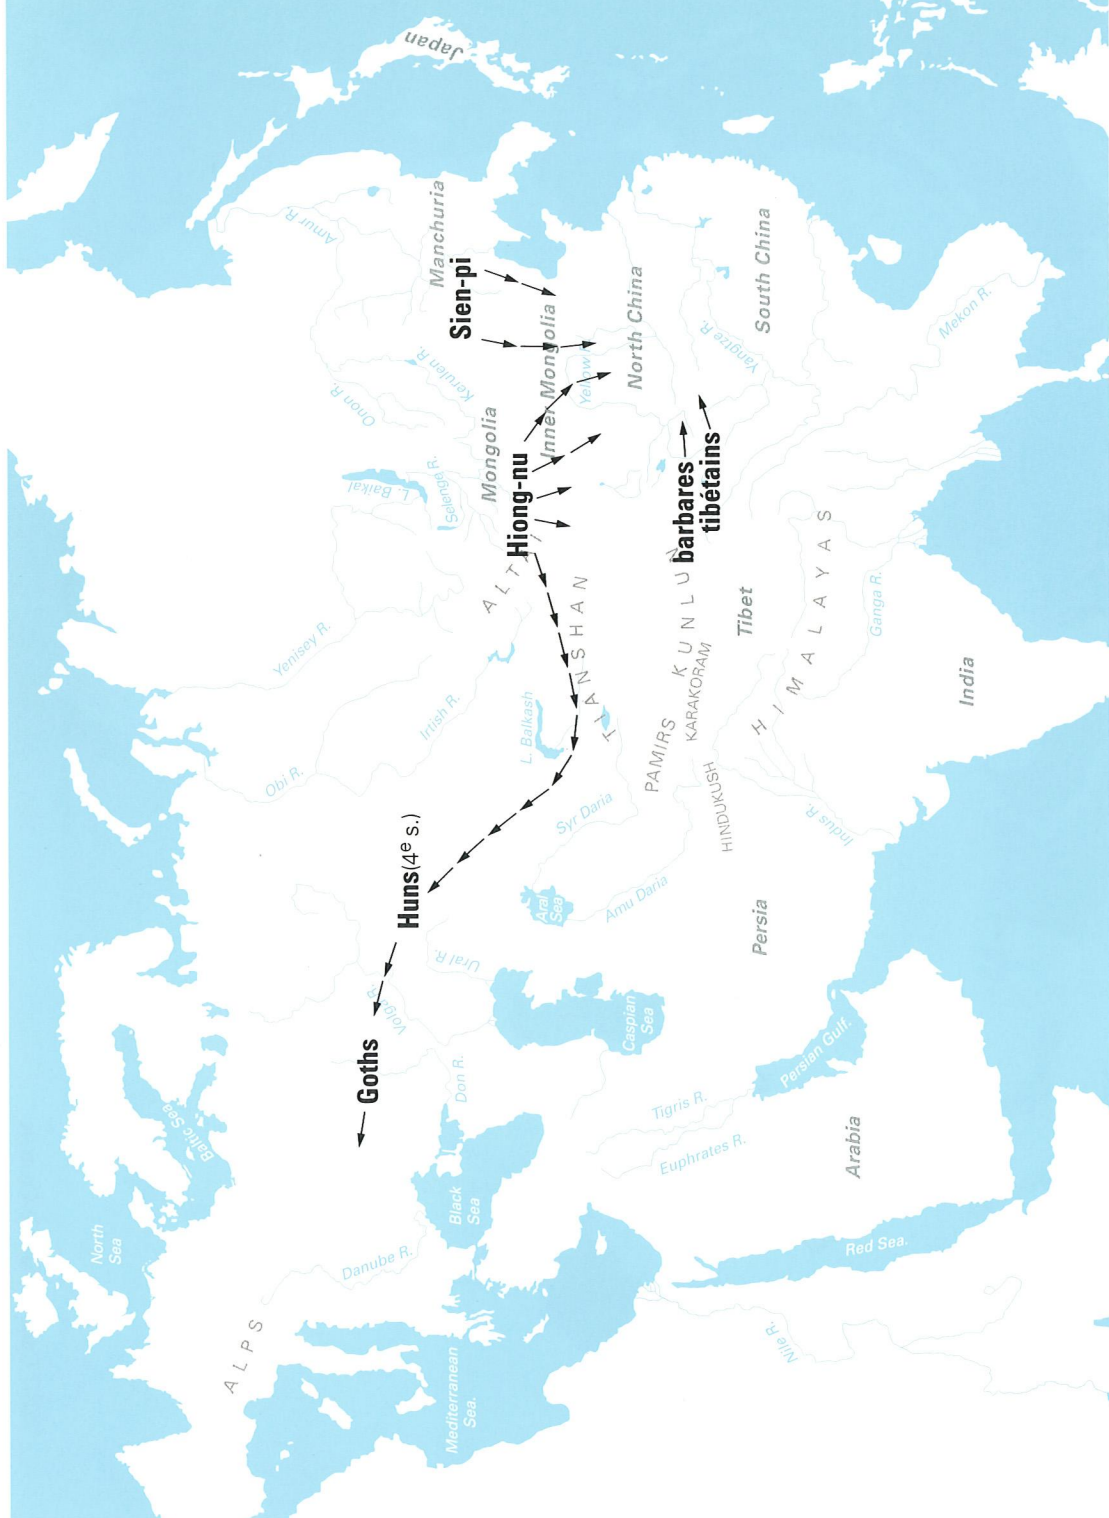 Japan
Amur R.
Manchuria
Sien-pi
Onon R.
Kerulen R.
Inner Mongolia
Yellow
North China
South China
Yangtze R.
Mekon R.
Mongolia
L. Baikal
Selenga R.
Hiong-nu
barbares
tibétains
ALTAI
Yenisey R.
TIANSHAN
KUNLUN
Tibet
HIMALAYAS
Ganga R.
India
KARAKORAM
PAMIRS
HINDUKUSH
Indus R.
Irtish R.
L. Balkash
Obi R.
Syr Daria
Amu Daria
Aral
Sea
Huns(4e s.)
Persia
Ural R.
Volga R.
Caspian
Sea
Goths
Don R.
Persian Gulf.
Tigris R.
Euphrates R.
Arabia
Baltic Sea
Black
Sea
North
Sea
Danube R.
Red Sea.
ALPS
Mediterranean
Sea.
Nile R.